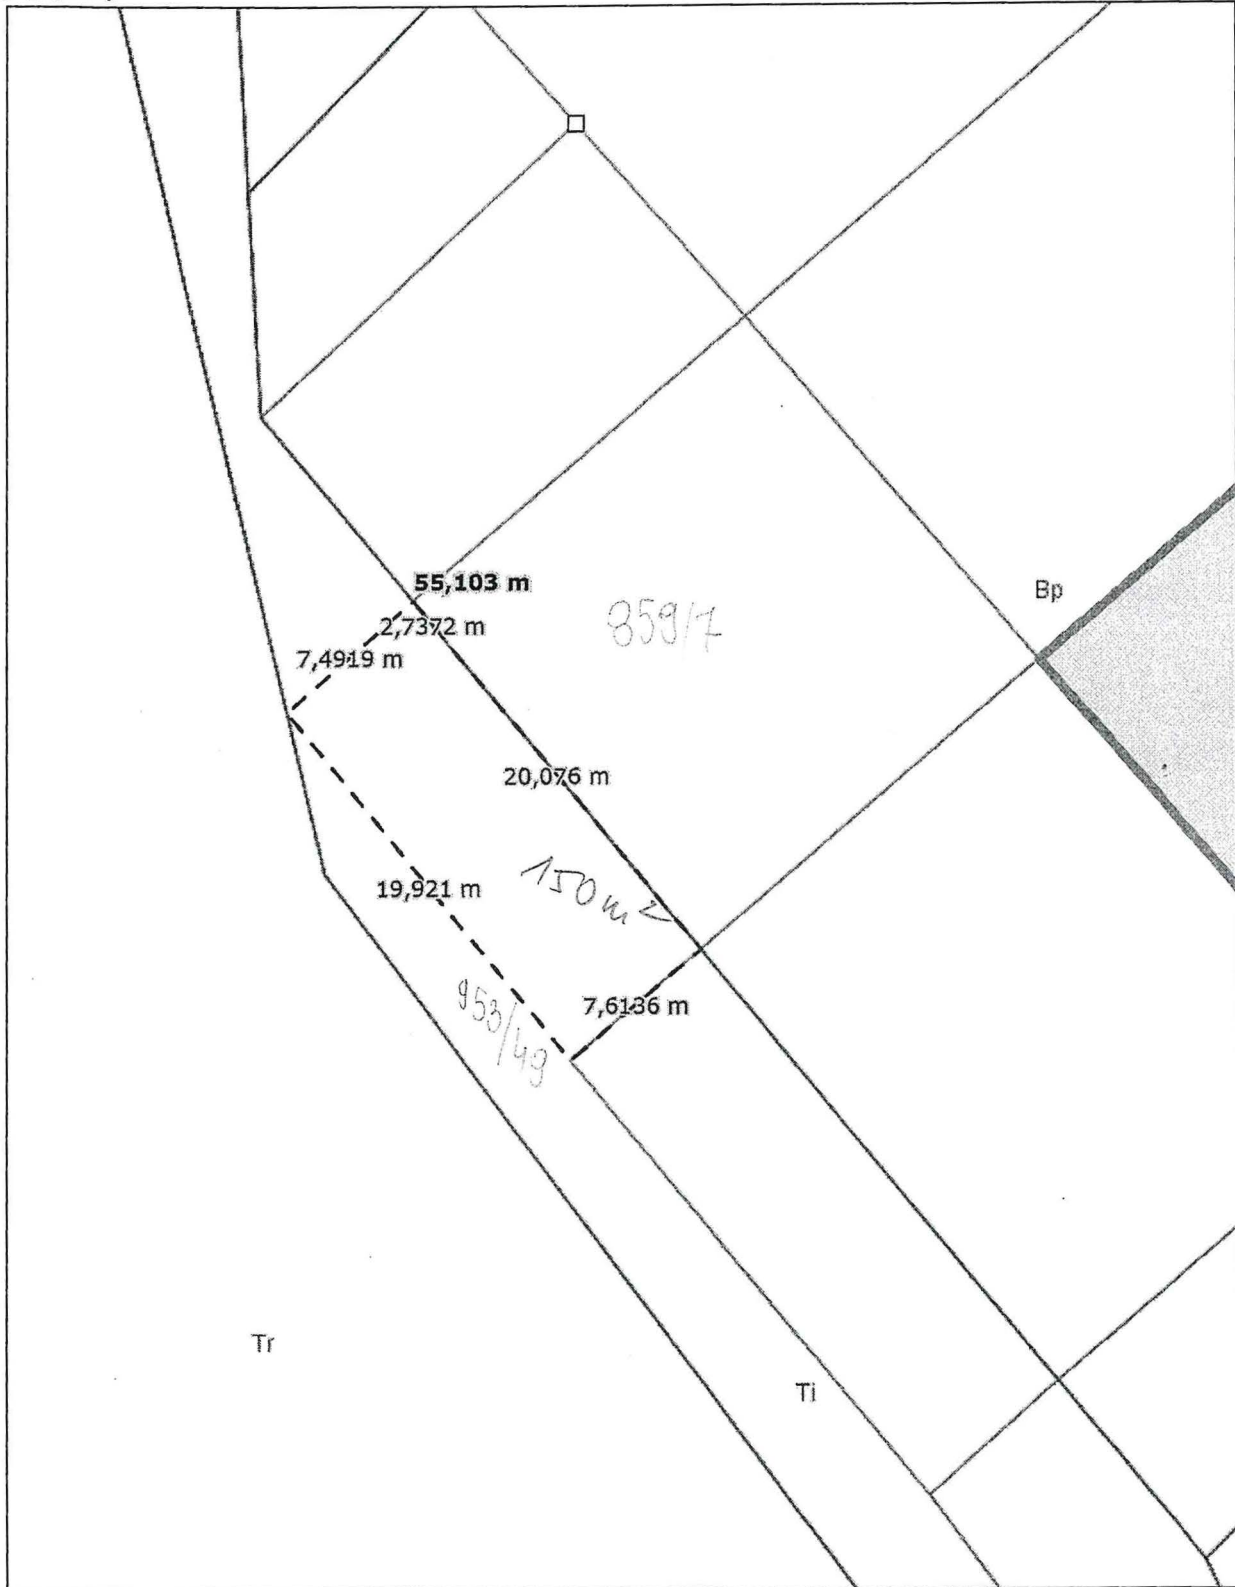 Bp
55,103 m
859/7
2,7372 m
7,4919 m
20,076 m
150 m2
19,921 m
953/49
7,6136 m
Tr
Ti